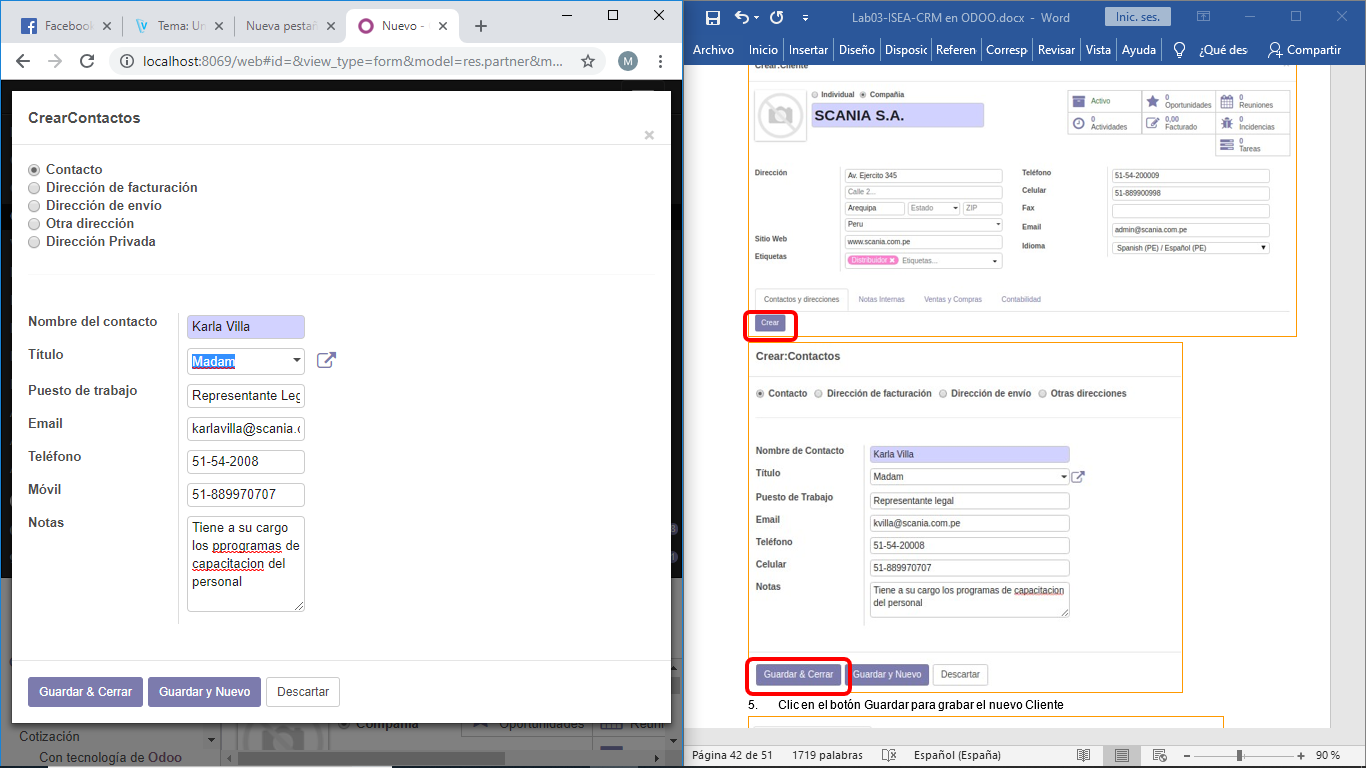 Facebook
Tema: Un
Nueva pestañ
Nuevo -
localhost:8069/web#id=&view_type=form&model=res.partner&m...
M
CrearContactos
Contacto
Dirección de facturación
Dirección de envío
Otra dirección
Dirección Privada
Nombre del contacto
Karla Villa
Título
Madam
Puesto de trabajo
Representante Leg
Email
karlavilla@scania.c
Teléfono
51-54-2008
Móvil
51-889970707
Notas
Tiene a su cargo
los pprogramas de
capacitacion del
personal
Guardar & Cerrar
Guardar y Nuevo
Descartar
Compañía
Oportunidades
Reuni
Cotización
Con tecnología de Odoo
Lab03-ISEA-CRM en ODOO.docx - Word
Inic. ses.
Archivo
Inicio
Insertar
Diseño
Disposic
Referen
Corresp
Revisar
Vista
Ayuda
¿Qué des
Compartir
Crear:Cliente
Individual
Compañia
SCANIA S.A.
Activo
0 Oportunidades
0 Reuniones
0 Actividades
0,00 Facturado
0 Incidencias
0 Tareas
Dirección
Av. Ejercito 345
Calle 2...
Arequipa
Estado
ZIP
Peru
Sitio Web
www.scania.com.pe
Etiquetas
Distribuidor
Etiquetas...
Teléfono
51-54-200009
Celular
51-889900998
Fax
Email
admin@scania.com.pe
Idioma
Spanish (PE) / Español (PE)
Contactos y direcciones
Notas Internas
Ventas y Compras
Contabilidad
Crear
Crear:Contactos
Contacto
Dirección de facturación
Dirección de envío
Otras direcciones
Nombre de Contacto
Karla Villa
Título
Madam
Puesto de Trabajo
Representante legal
Email
kvilla@scania.com.pe
Teléfono
51-54-20008
Celular
51-889970707
Notas
Tiene a su cargo los programas de capacitacion
del personal
Guardar & Cerrar
Guardar y Nuevo
Descartar
5. Clic en el botón Guardar para grabar el nuevo Cliente
Página 42 de 51
1719 palabras
Español (España)
90 %